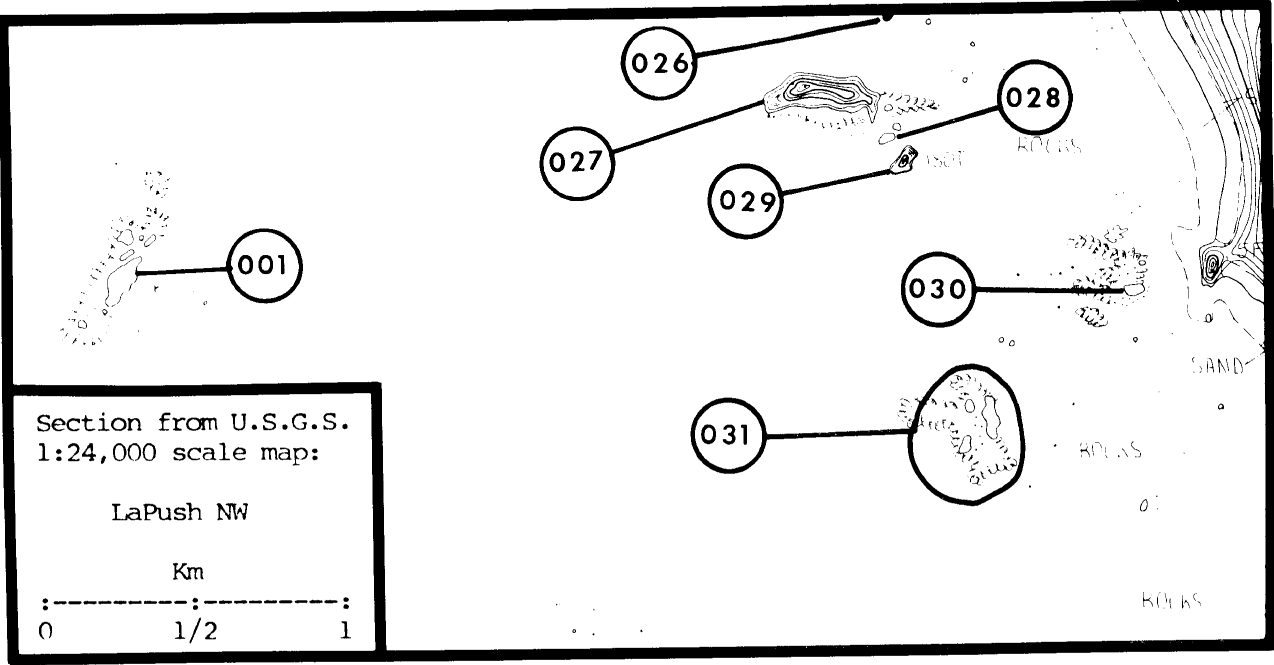 026
028
027
ROCKS
029
001
030
SAND
031
ROCKS
Section from U.S.G.S.
1:24,000 scale map:
LaPush NW
Km
:----------:----------:
0 1/2 1
ROCKS